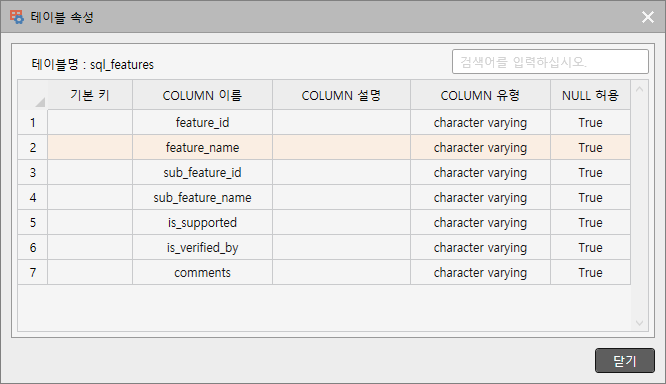 테이블 속성
테이블명 : sql_features
검색어를 입력하십시오.
기본 키 COLUMN 이름 COLUMN 설명 COLUMN 유형 NULL 허용
1 feature_id character varying True
2 feature_name character varying True
3 sub_feature_id character varying True
4 sub_feature_name character varying True
5 is_supported character varying True
6 is_verified_by character varying True
7 comments character varying True
닫기